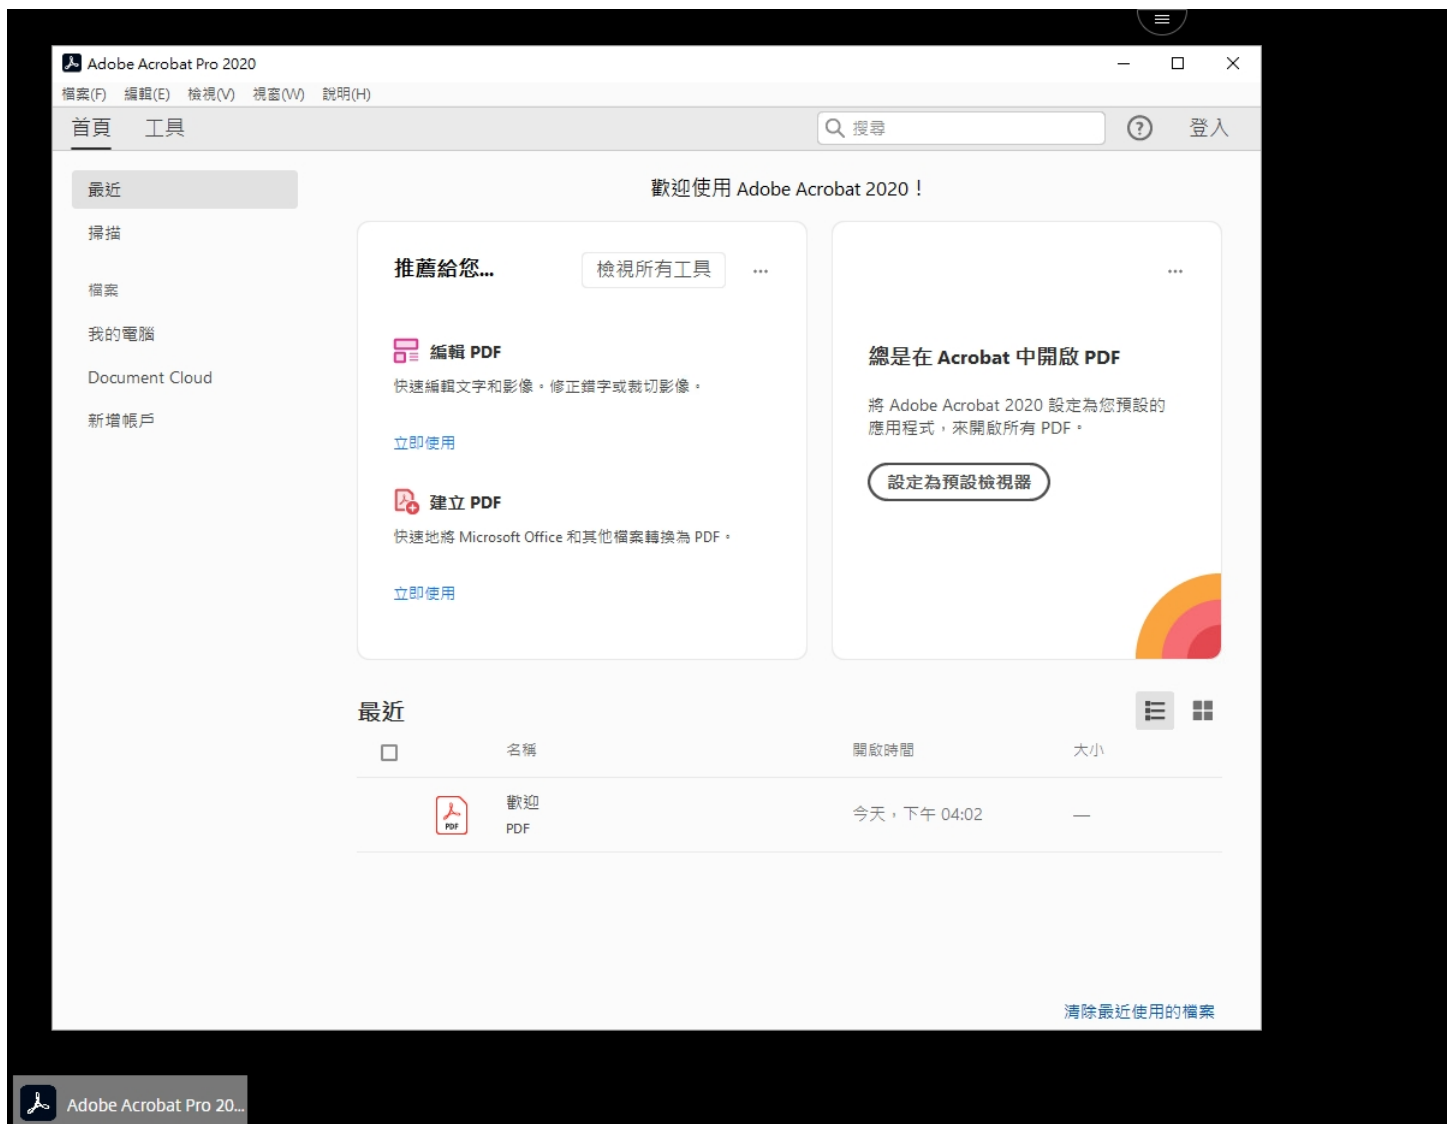 Adobe Acrobat Pro 2020
檔案(F) 編輯(E) 檢視(V) 視窗(W) 說明(H)
首頁 工具 搜尋 ? 登入
最近
掃描
檔案
我的電腦
Document Cloud
新增帳戶
歡迎使用 Adobe Acrobat 2020！
推薦給您... 檢視所有工具 ...
編輯 PDF
快速編輯文字和影像。修正錯字或裁切影像。
立即使用
建立 PDF
快速地將 Microsoft Office 和其他檔案轉換為 PDF。
立即使用
...
總是在 Acrobat 中開啟 PDF
將 Adobe Acrobat 2020 設定為您預設的
應用程式，來開啟所有 PDF。
設定為預設檢視器
最近
名稱 開啟時間 大小
歡迎
PDF
PDF
今天，下午 04:02 —
清除最近使用的檔案
Adobe Acrobat Pro 20...